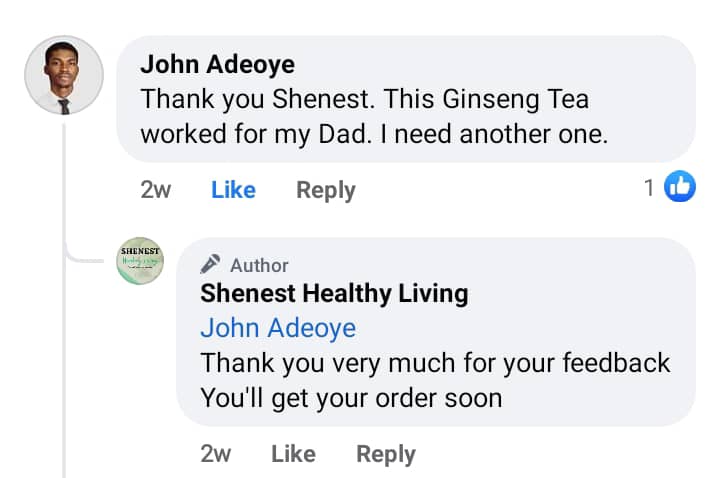 John Adeoye
Thank you Shenest. This Ginseng Tea
worked for my Dad. I need another one.
2w Like Reply 1
SHENEST
Author
Shenest Healthy Living
John Adeoye
Thank you very much for your feedback
You'll get your order soon
2w Like Reply